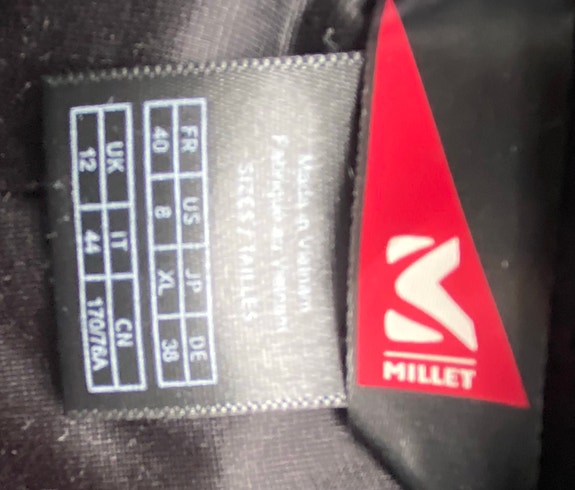 MILLET
Made in Vietnam
Fabriqué au Vietnam
SIZES / TAILLES
FR US JP DE
40 8 XL 38
UK IT CN
12 44 170/76A